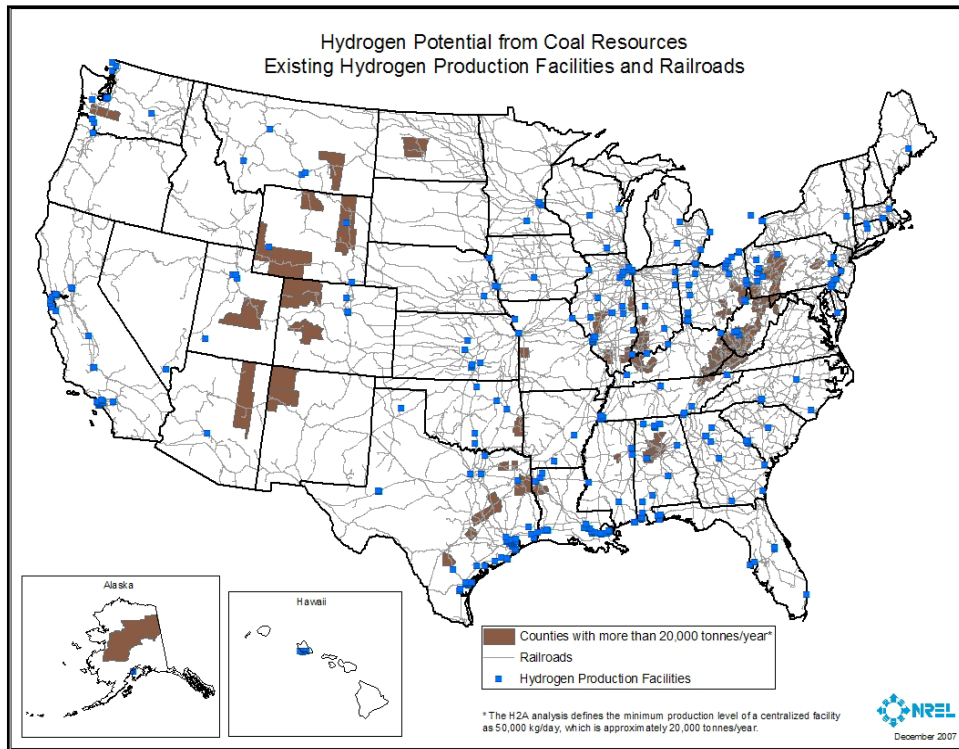 Hydrogen Potential from Coal Resources
Existing Hydrogen Production Facilities and Railroads
Alaska
Hawaii
Counties with more than 20,000 tonnes/year*
Railroads
Hydrogen Production Facilities
* The H2A analysis defines the minimum production level of a centralized facility
as 50,000 kg/day, which is approximately 20,000 tonnes/year.
NREL
December 2007